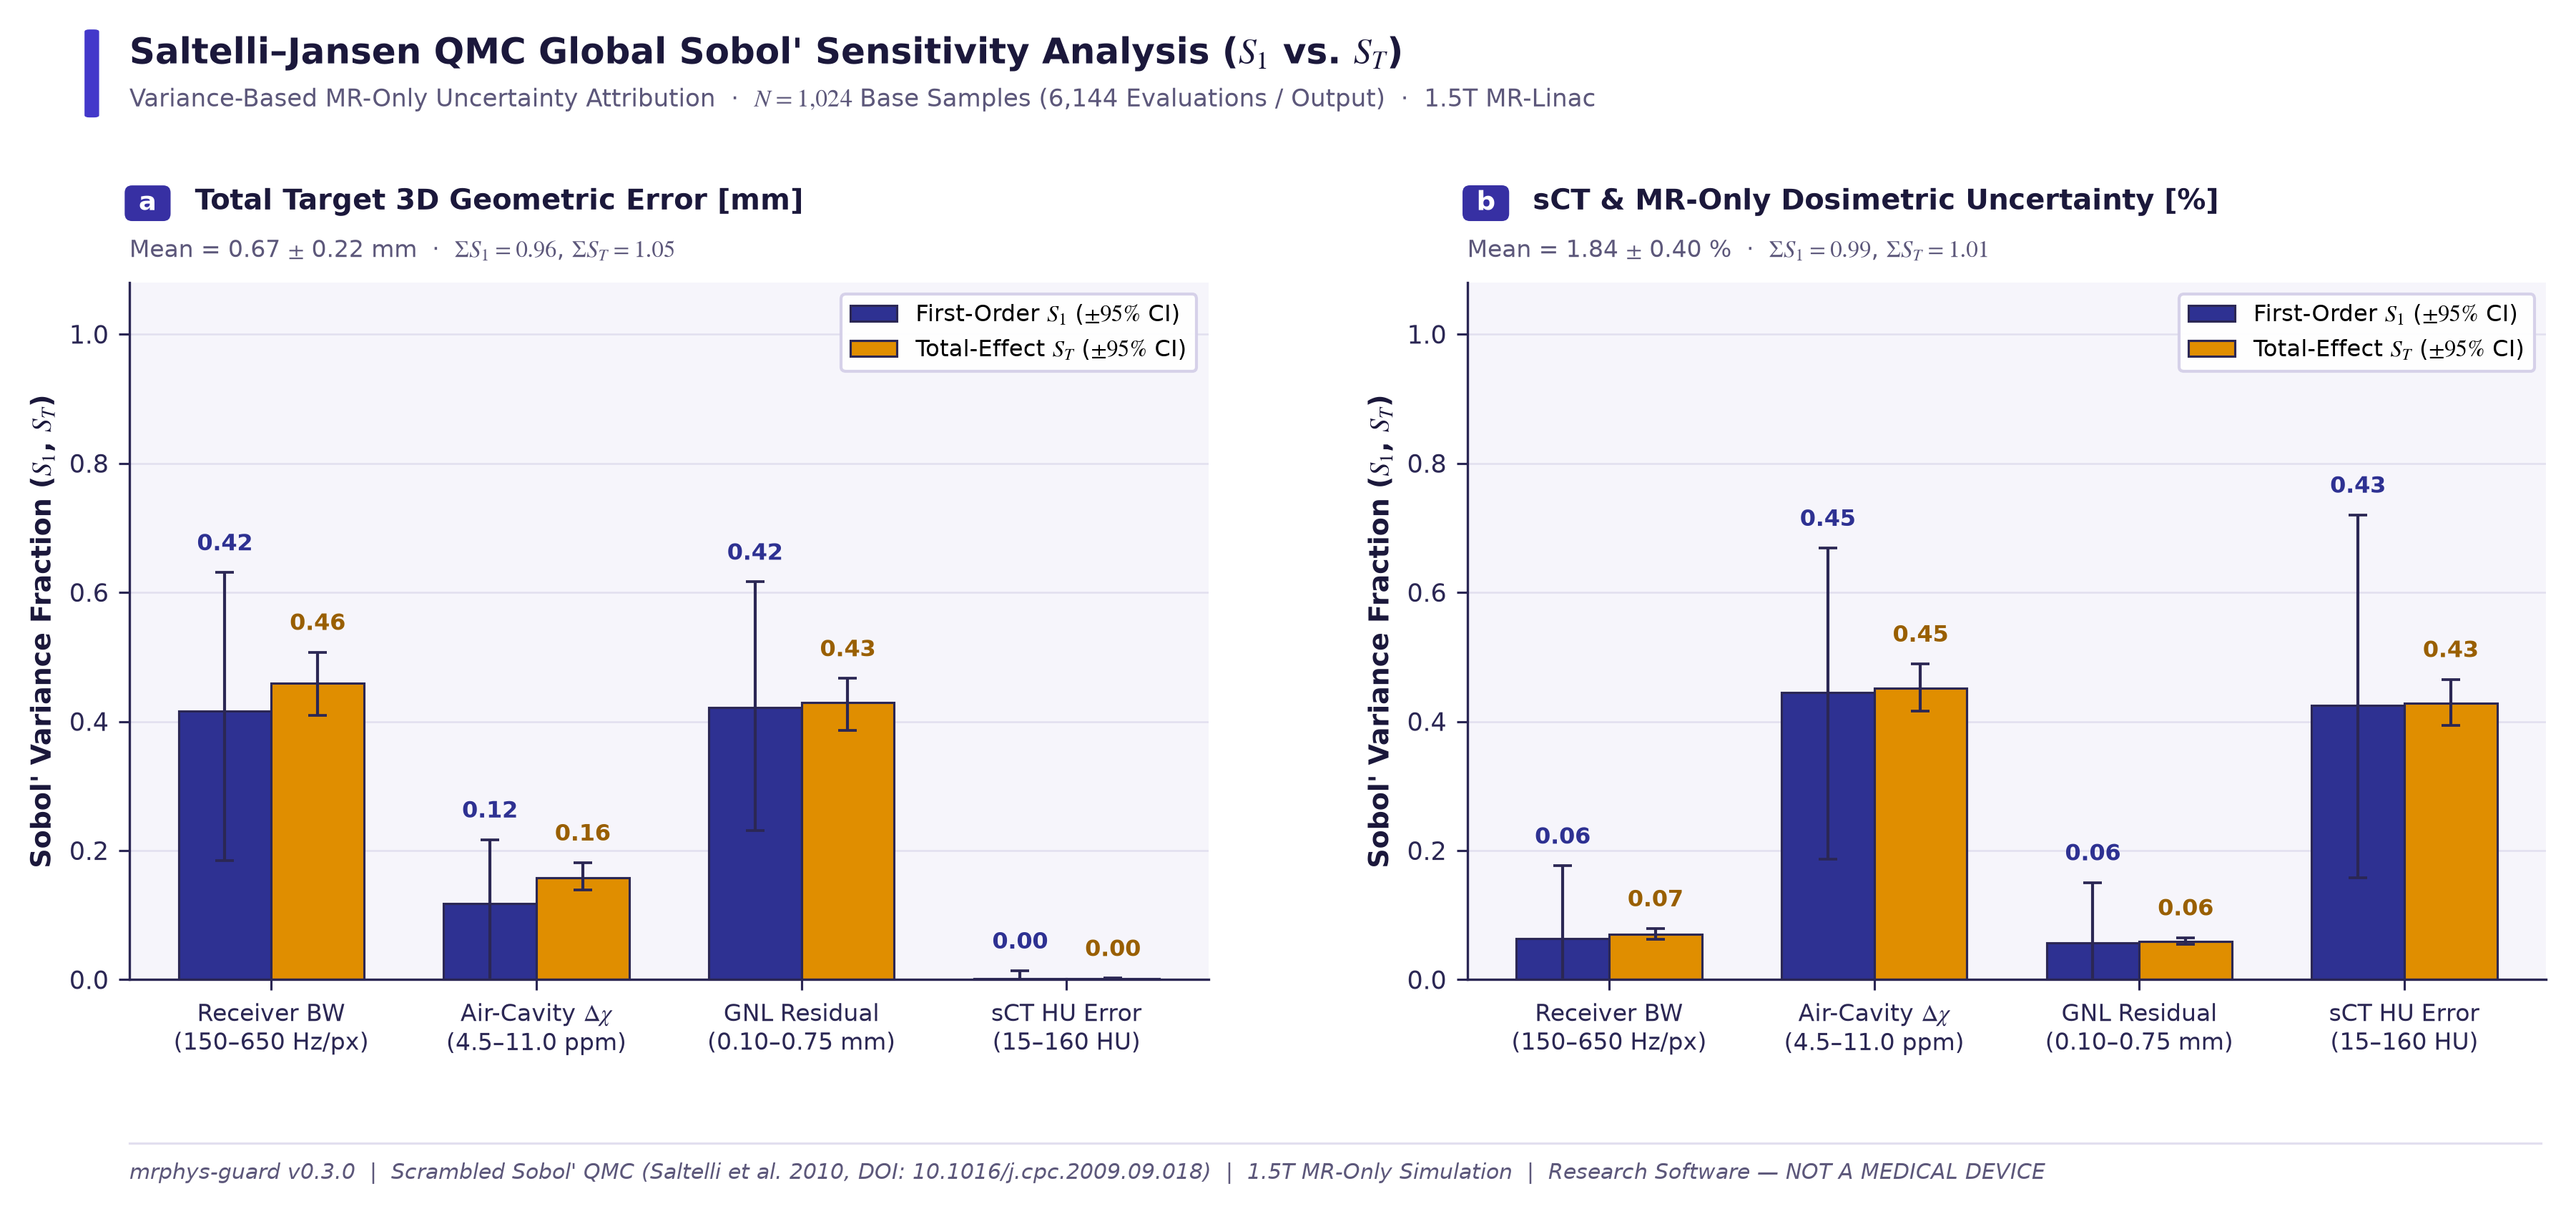 Saltelli–Jansen QMC Global Sobol' Sensitivity Analysis (S₁ vs. S_T)
Variance-Based MR-Only Uncertainty Attribution · N = 1,024 Base Samples (6,144 Evaluations / Output) · 1.5T MR-Linac
a Total Target 3D Geometric Error [mm]
Mean = 0.67 ± 0.22 mm · ΣS₁ = 0.96, ΣS_T = 1.05
First-Order S₁ (±95% CI)
Total-Effect S_T (±95% CI)
Sobol' Variance Fraction (S₁, S_T)
1.0
0.8
0.6
0.4
0.2
0.0
0.42
0.46
0.12
0.16
0.42
0.43
0.00
0.00
Receiver BW
(150–650 Hz/px)
Air-Cavity Δχ
(4.5–11.0 ppm)
GNL Residual
(0.10–0.75 mm)
sCT HU Error
(15–160 HU)
b sCT & MR-Only Dosimetric Uncertainty [%]
Mean = 1.84 ± 0.40 % · ΣS₁ = 0.99, ΣS_T = 1.01
First-Order S₁ (±95% CI)
Total-Effect S_T (±95% CI)
Sobol' Variance Fraction (S₁, S_T)
1.0
0.8
0.6
0.4
0.2
0.0
0.06
0.07
0.45
0.45
0.06
0.06
0.43
0.43
Receiver BW
(150–650 Hz/px)
Air-Cavity Δχ
(4.5–11.0 ppm)
GNL Residual
(0.10–0.75 mm)
sCT HU Error
(15–160 HU)
mrphys-guard v0.3.0 | Scrambled Sobol' QMC (Saltelli et al. 2010, DOI: 10.1016/j.cpc.2009.09.018) | 1.5T MR-Only Simulation | Research Software — NOT A MEDICAL DEVICE